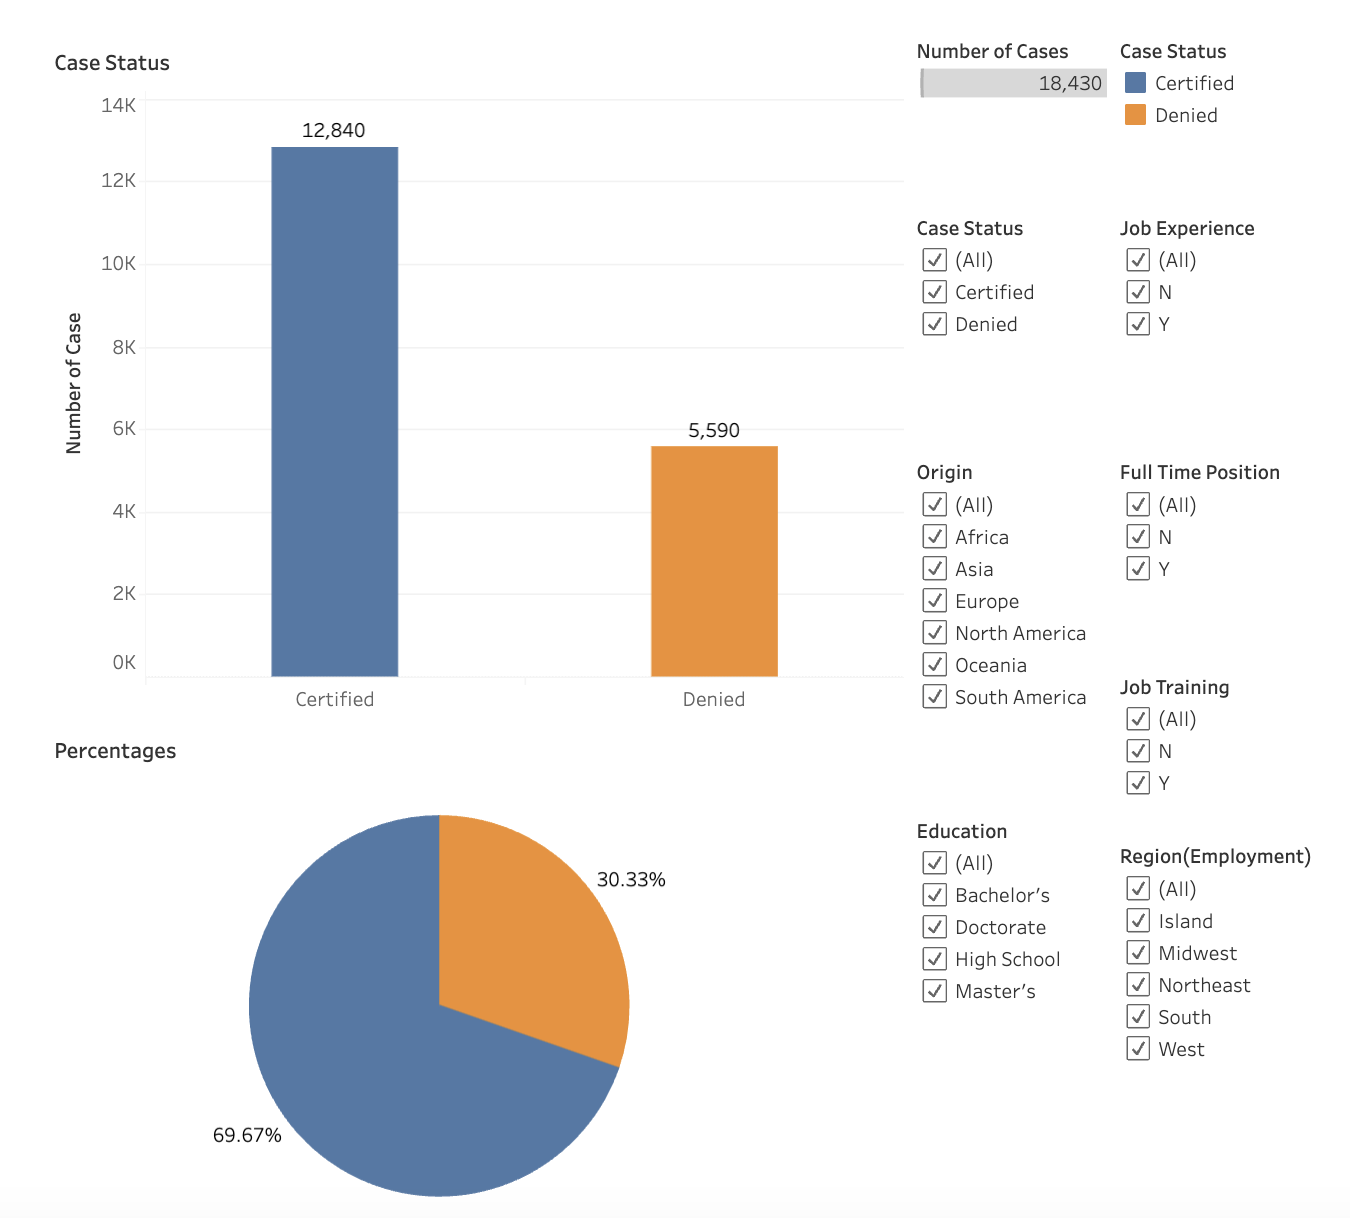 Case Status
14K
12K
10K
8K
6K
4K
2K
0K
Number of Case
12,840
5,590
Certified
Denied
Percentages
30.33%
69.67%
Number of Cases
18,430
Case Status
Certified
Denied
Case Status
(All)
Certified
Denied
Job Experience
(All)
N
Y
Origin
(All)
Africa
Asia
Europe
North America
Oceania
South America
Full Time Position
(All)
N
Y
Job Training
(All)
N
Y
Education
(All)
Bachelor’s
Doctorate
High School
Master’s
Region(Employment)
(All)
Island
Midwest
Northeast
South
West